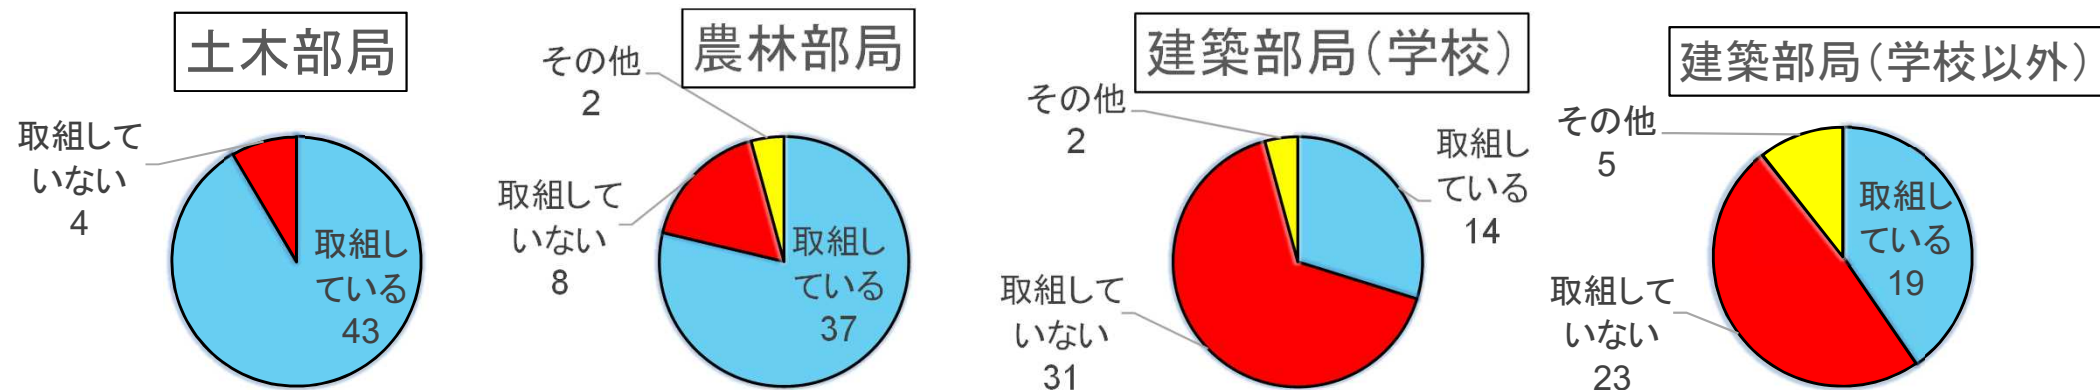 土木部局
取組して
いない
4
取組し
ている
43
農林部局
その他
2
取組して
いない
8
取組し
ている
37
建築部局（学校）
その他
2
取組し
ている
14
取組して
いない
31
建築部局（学校以外）
その他
5
取組し
ている
19
取組して
いない
23